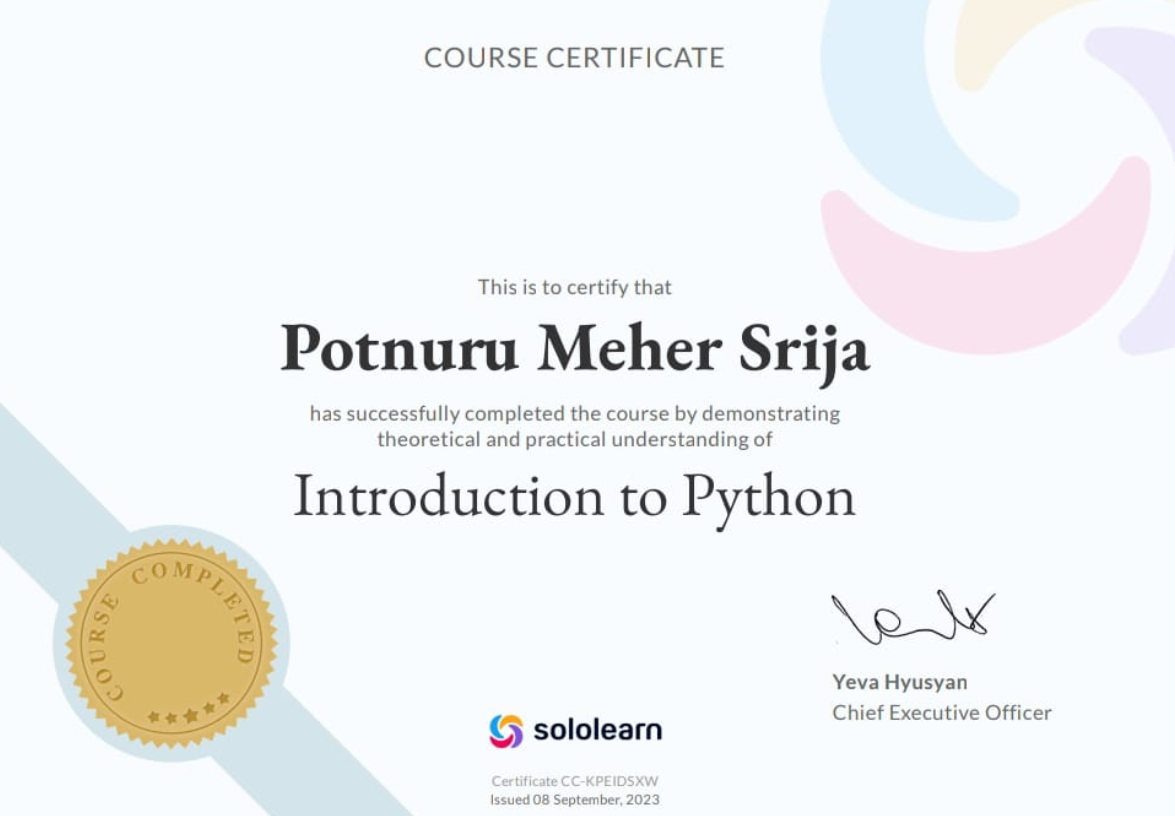 COURSE CERTIFICATE
This is to certify that
Potnuru Meher Srija
has successfully completed the course by demonstrating
theoretical and practical understanding of
Introduction to Python
COURSE COMPLETED
Yeva Hyusyan
Chief Executive Officer
sololearn
Certificate CC-KPEIDSXW
Issued 08 September, 2023